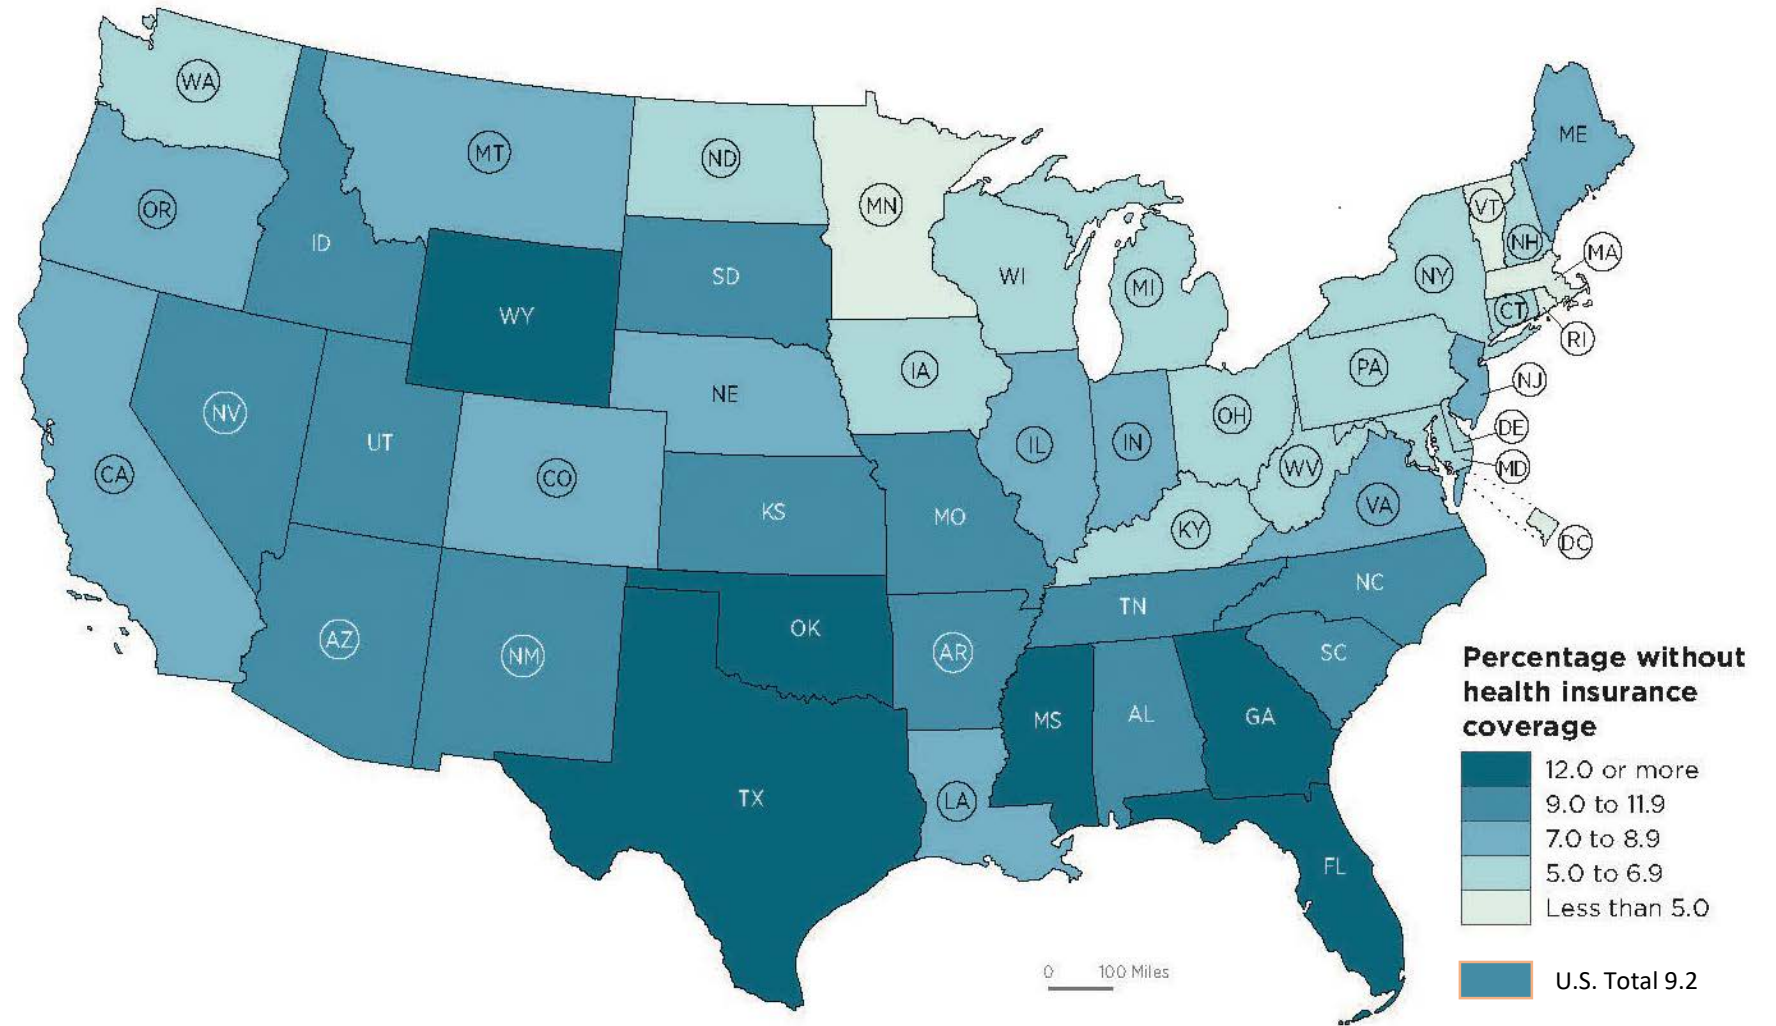 WA
MT
ND
MN
ME
OR
ID
SD
WI
MI
VT
NH
MA
NY
WY
CT
RI
IA
PA
NE
NJ
NV
UT
OH
DE
CA
CO
IL
IN
WV
MD
KS
MO
KY
VA
DC
AZ
NM
OK
AR
TN
NC
SC
MS
AL
GA
TX
LA
FL
Percentage without
health insurance
coverage
12.0 or more
9.0 to 11.9
7.0 to 8.9
5.0 to 6.9
Less than 5.0
0 100 Miles
U.S. Total 9.2